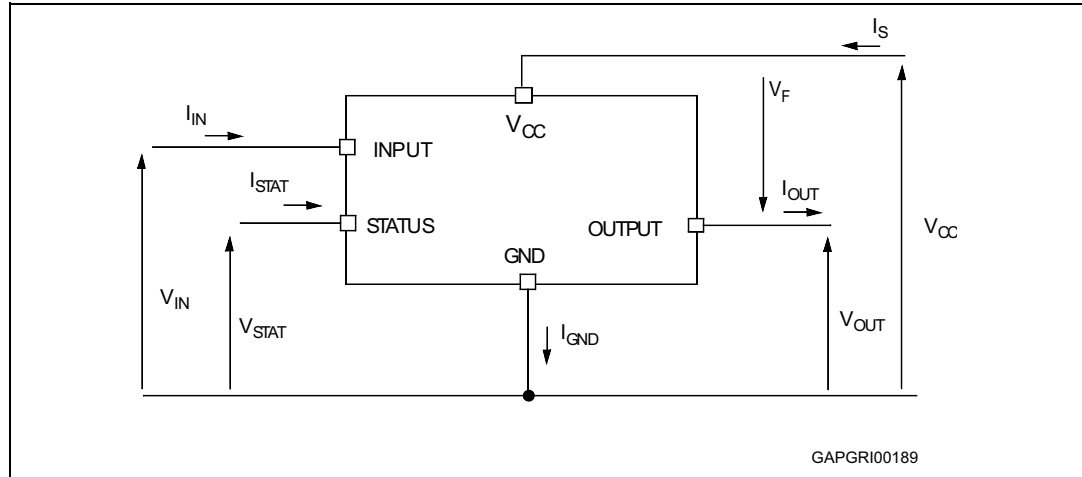 I_S
V_CC
V_F
I_IN
INPUT
I_STAT
I_OUT
STATUS
OUTPUT
V_CC
GND
V_IN
V_STAT
I_GND
V_OUT
GAPGRI00189